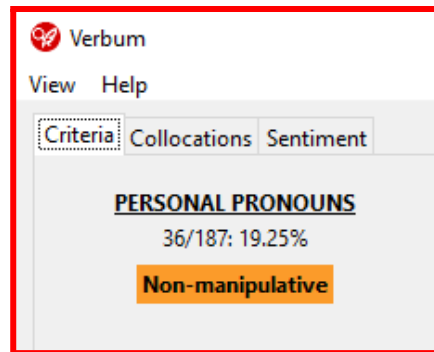 Verbum
View Help
Criteria Collocations Sentiment
PERSONAL PRONOUNS
36/187: 19.25%
Non-manipulative